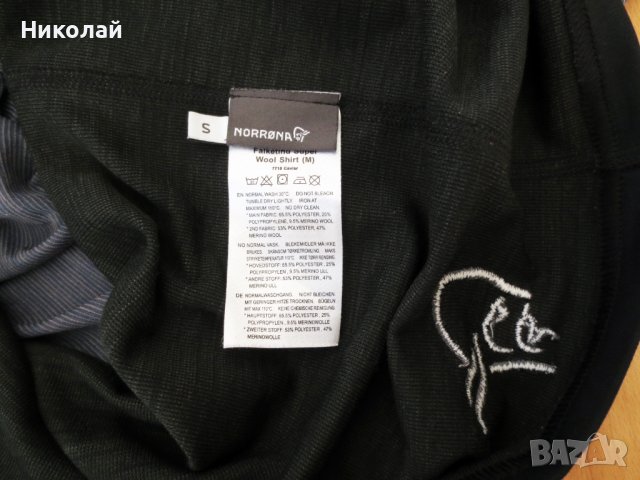 Николай
S
NORRØNA
Falketind Super
Wool Shirt (M)
7718 Caviar
EN NORMAL WASH 30°C DO NOT BLEACH
TUMBLE DRY LIGHTLY. IRON AT
MAXIMUM 110°C. NO DRY CLEAN
* MAIN FABRIC: 65.5% POLYESTER, 25%
POLYPROPYLENE, 9.5% MERINO WOOL
* 2ND FABRIC: 53% POLYESTER, 47%
MERINO WOOL
NO NORMAL VASK. BLEKEMIDLER MÅ IKKE
BRUKES. SKÅNSOM TØRRETROMLING. MAKS
STRYKETEMPERATUR 110°C. IKKE TØRR RENSING.
* HOVEDSTOFF: 65.5% POLYESTER, 25%
POLYPROPYLEN, 9.5% MERINO ULL
* ANDRE STOFF: 53% POLYESTER, 47%
MERINO ULL
DE NORMALWASCHGANG. NICHT BLEICHEN
MIT GERINGER HITZE TROCKNEN BÜGELN
MIT MAX 110°C KEINE CHEMISCHE REINIGUNG
* HAUPTSTOFF: 65.5% POLYESTER, 25%
POLYPROPYLEN, 9.5% MERINOWOLLE
* ZWEITER STOFF: 53% POLYESTER, 47%
MERINOWOLLE
BAZAR